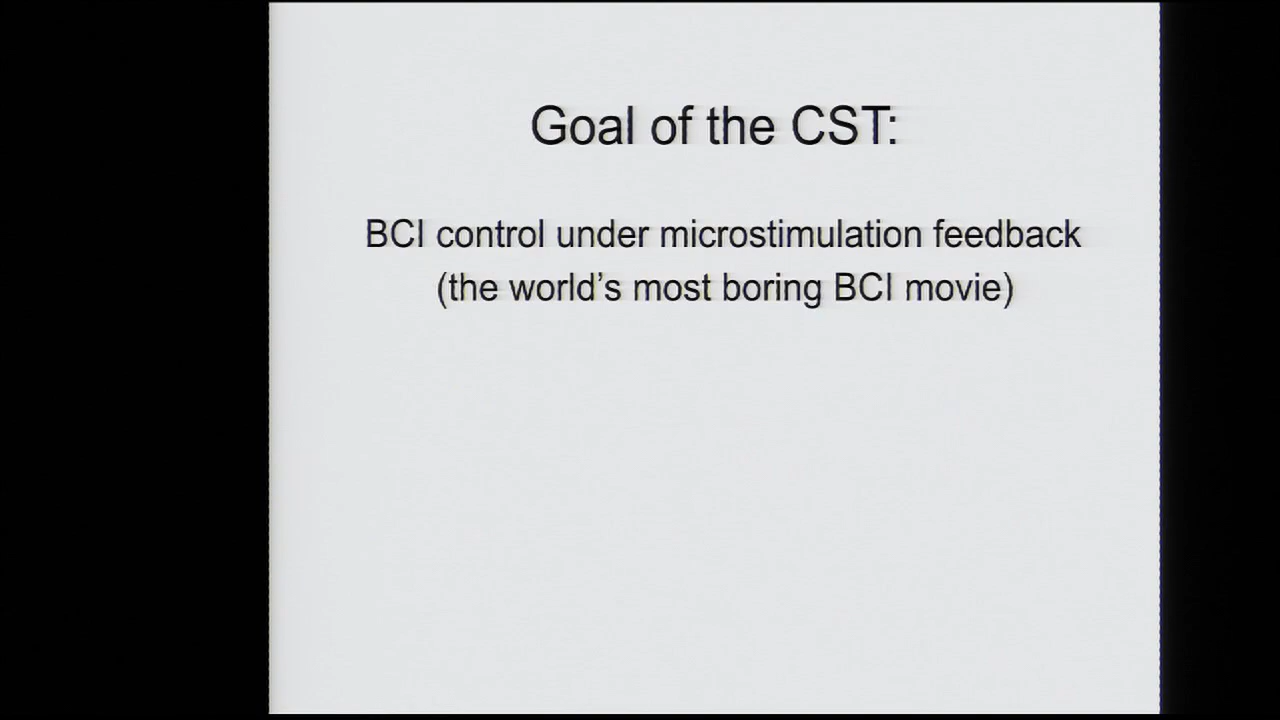 Goal of the CST:
BCI control under microstimulation feedback
(the world's most boring BCI movie)